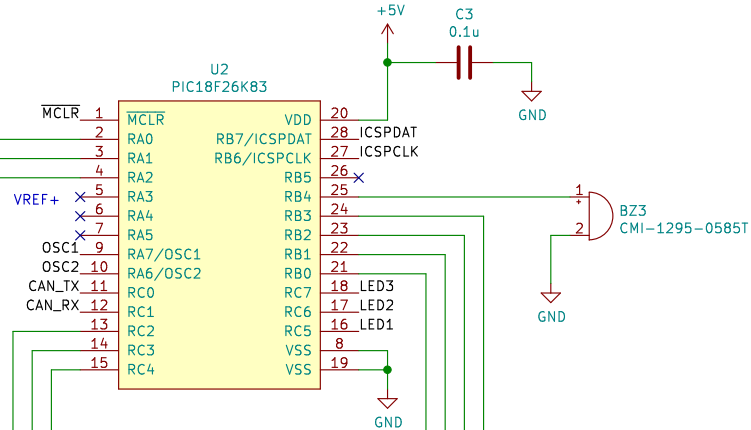 +5V
C3
0.1u
GND
U2
PIC18F26K83
MCLR 1 MCLR VDD 20
2 RA0 RB7/ICSPDAT 28 ICSPDAT
3 RA1 RB6/ICSPCLK 27 ICSPCLK
4 RA2 RB5 26
VREF+ 5 RA3 RB4 25
6 RA4 RB3 24
7 RA5 RB2 23
OSC1 9 RA7/OSC1 RB1 22
OSC2 10 RA6/OSC2 RB0 21
CAN_TX 11 RC0 RC7 18 LED3
CAN_RX 12 RC1 RC6 17 LED2
13 RC2 RC5 16 LED1
14 RC3 VSS 8
15 RC4 VSS 19
GND
1
+
2
BZ3
CMI-1295-0585T
GND